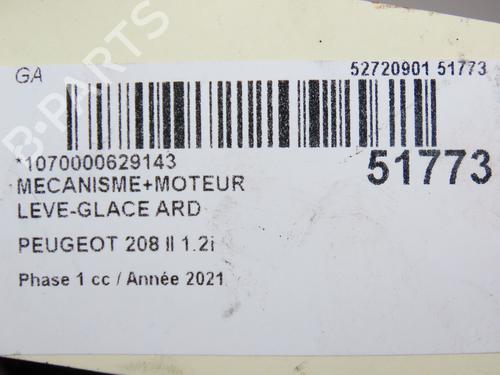 GA
52720901 51773
*1070000629143
51773
MECANISME+MOTEUR
LEVE-GLACE ARD
PEUGEOT 208 II 1.2i
Phase 1 cc / Année 2021
B-PARTS